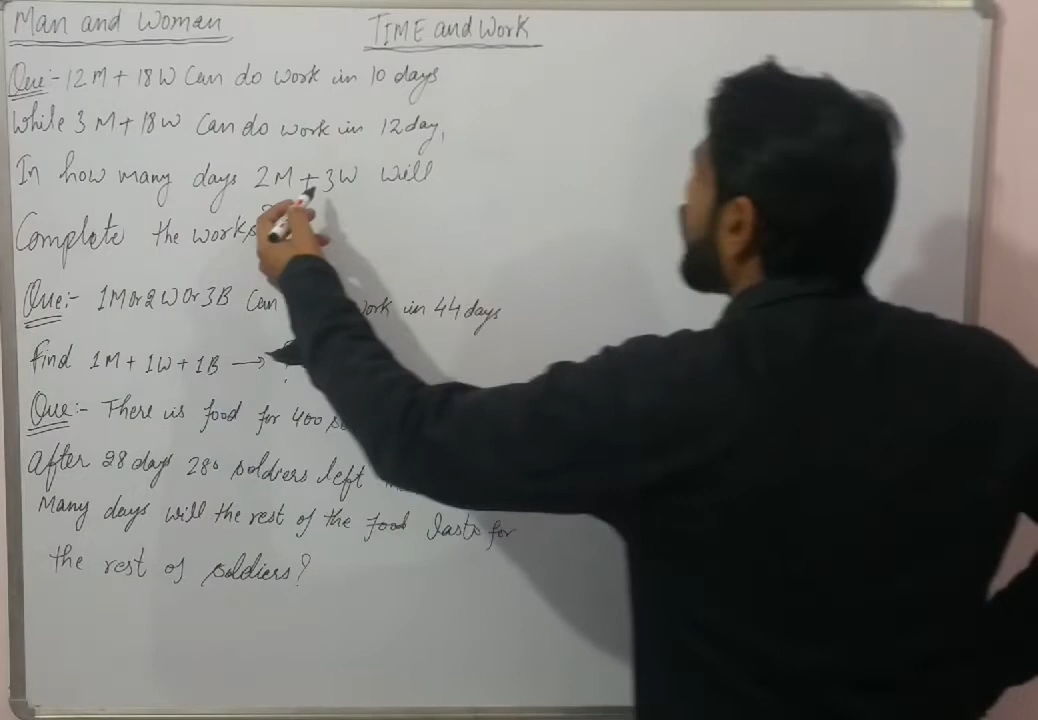 Man and Woman
TIME and Work
Que:- 12 M + 18 W Can do work in 10 days
While 3 M + 18 W Can do work in 12 day,
In how many days 2M + 3W will
Complete the work
Que:- 1M or 2 W or 3B Can work in 44 days
find 1M + 1W + 1B → ?
Que:- There is food for 400
after 28 days 280 soldiers left
Many days will the rest of the food lasts for
the rest of soldiers?